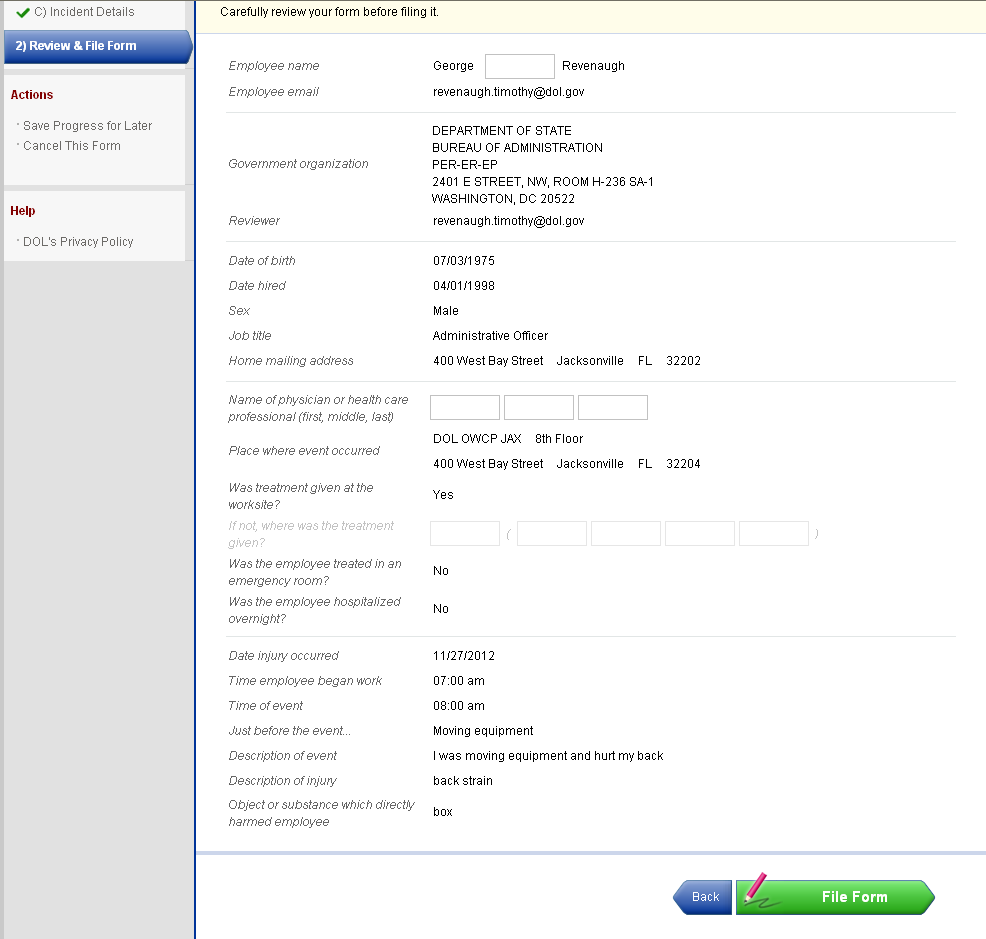 C) Incident Details
Carefully review your form before filing it.
2) Review & File Form
Actions
Save Progress for Later
Cancel This Form
Help
DOL's Privacy Policy
Employee name George Revenaugh
Employee email revenaugh.timothy@dol.gov
Government organization
DEPARTMENT OF STATE
BUREAU OF ADMINISTRATION
PER-ER-EP
2401 E STREET, NW, ROOM H-236 SA-1
WASHINGTON, DC 20522
Reviewer revenaugh.timothy@dol.gov
Date of birth 07/03/1975
Date hired 04/01/1998
Sex Male
Job title Administrative Officer
Home mailing address 400 West Bay Street Jacksonville FL 32202
Name of physician or health care
professional (first, middle, last)
Place where event occurred
DOL OWCP JAX 8th Floor
400 West Bay Street Jacksonville FL 32204
Was treatment given at the
worksite?
Yes
If not, where was the treatment
given?
( )
Was the employee treated in an
emergency room?
No
Was the employee hospitalized
overnight?
No
Date injury occurred 11/27/2012
Time employee began work 07:00 am
Time of event 08:00 am
Just before the event... Moving equipment
Description of event I was moving equipment and hurt my back
Description of injury back strain
Object or substance which directly
harmed employee
box
Back
File Form